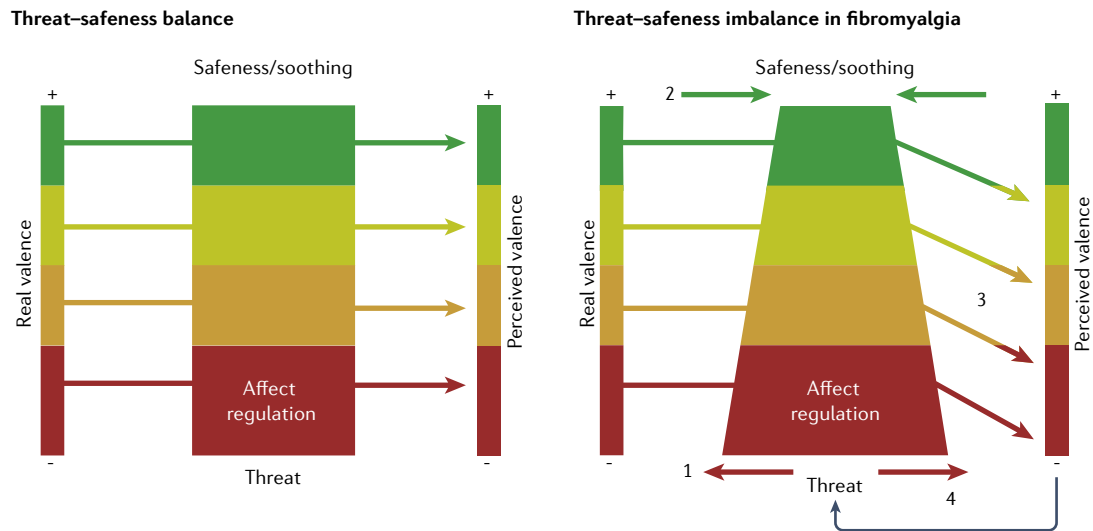 Threat–safeness balance
Safeness/soothing
+
+
Real valence
Perceived valence
Affect
regulation
-
-
Threat
Threat–safeness imbalance in fibromyalgia
Safeness/soothing
2
+
+
Real valence
Perceived valence
3
Affect
regulation
-
-
1
Threat
4